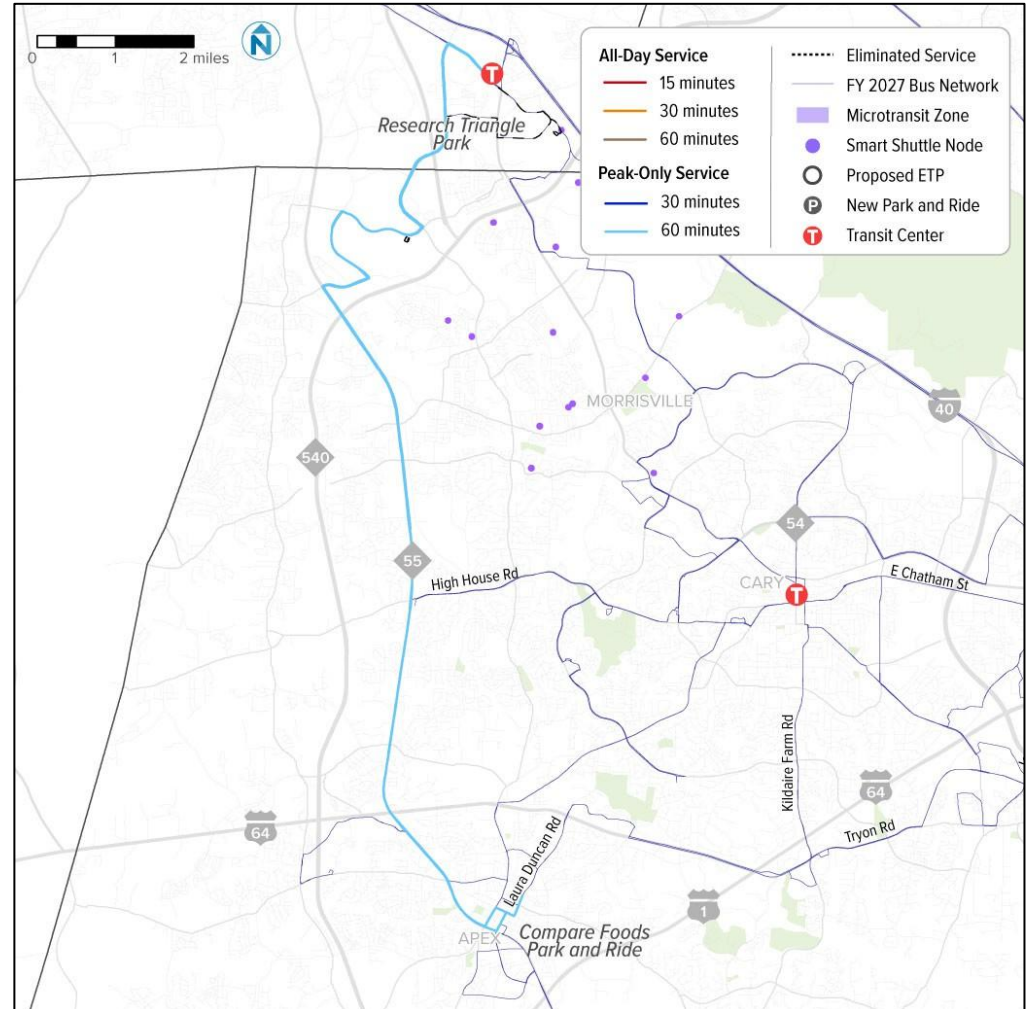 0 1 2 miles
N
T
All-Day Service
15 minutes
30 minutes
60 minutes
Peak-Only Service
30 minutes
60 minutes
Eliminated Service
FY 2027 Bus Network
Microtransit Zone
Smart Shuttle Node
Proposed ETP
P New Park and Ride
T Transit Center
Research Triangle
Park
MORRISVILLE
40
540
54
55
High House Rd
CARY
T
E Chatham St
Kildaire Farm Rd
64
64
Tryon Rd
Laura Duncan Rd
1
APEX
Compare Foods
Park and Ride